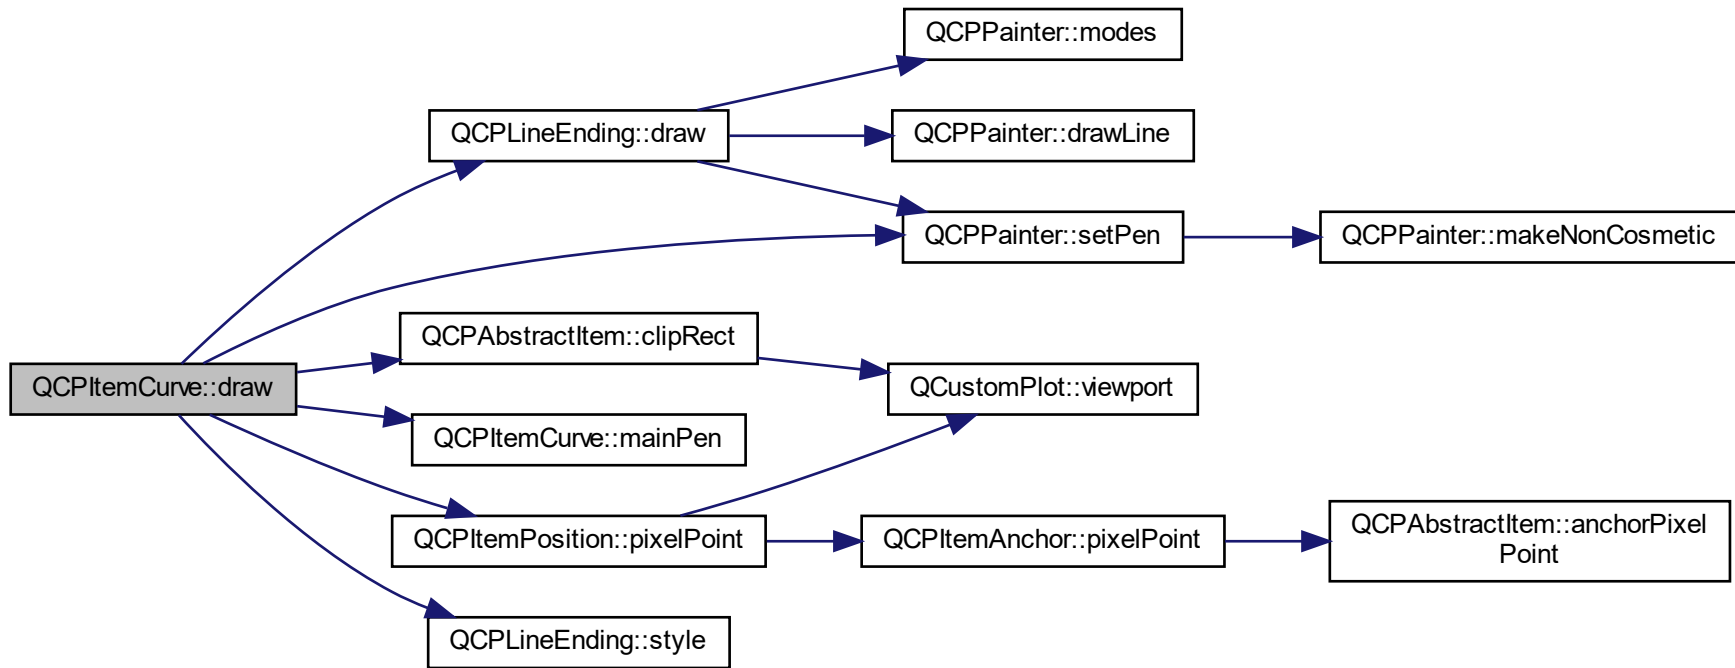 QCPPainter::modes
QCPLineEnding::draw
QCPPainter::drawLine
QCPPainter::setPen
QCPPainter::makeNonCosmetic
QCPAbstractItem::clipRect
QCPItemCurve::draw
QCustomPlot::viewport
QCPItemCurve::mainPen
QCPItemPosition::pixelPoint
QCPItemAnchor::pixelPoint
QCPAbstractItem::anchorPixel
Point
QCPLineEnding::style